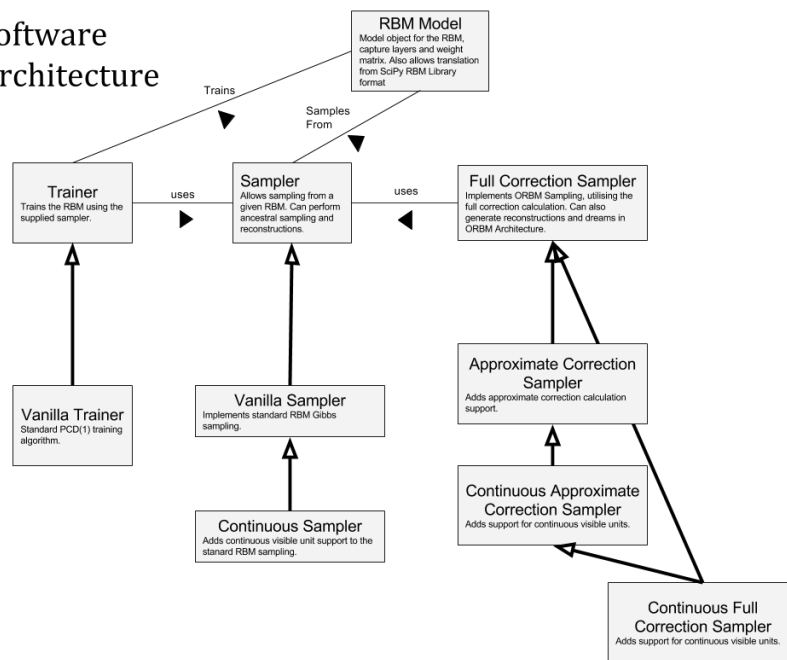 oftware
rchitecture
RBM Model
Model object for the RBM,
capture layers and weight
matrix. Also allows translation
from SciPy RBM Library
format
Trains
Samples
From
Trainer
Trains the RBM using the
supplied sampler.
uses
Sampler
Allows sampling from a
given RBM. Can perform
ancestral sampling and
reconstructions.
uses
Full Correction Sampler
Implements ORBM Sampling, utilising the
full correction calculation. Can also
generate reconstructions and dreams in
ORBM Architecture.
Vanilla Trainer
Standard PCD(1) training
algorithm.
Vanilla Sampler
Implements standard RBM Gibbs
sampling.
Approximate Correction
Sampler
Adds approximate correction calculation
support.
Continuous Sampler
Adds continuous visible unit support to the
stanard RBM sampling.
Continuous Approximate
Correction Sampler
Adds support for continuous visible units.
Continuous Full
Correction Sampler
Adds support for continuous visible units.